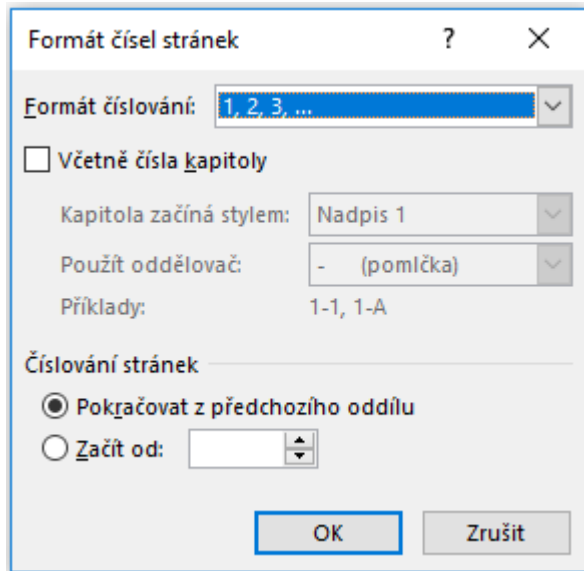 Formát čísel stránek ?
Formát číslování: 1, 2, 3, ...
Včetně čísla kapitoly
Kapitola začíná stylem: Nadpis 1
Použít oddělovač: - (pomlčka)
Příklady: 1-1, 1-A
Číslování stránek
Pokračovat z předchozího oddílu
Začít od:
OK Zrušit